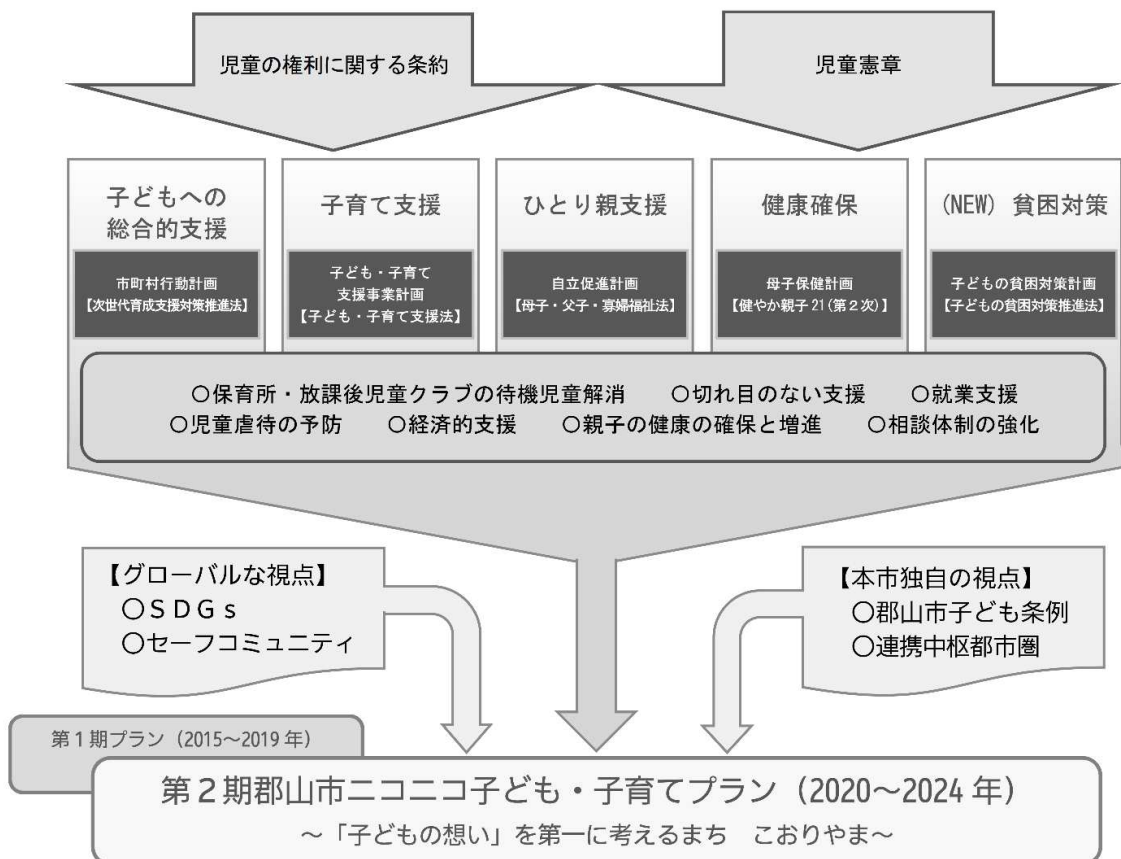 児童の権利に関する条約
児童憲章
子どもへの
総合的支援
市町村行動計画
【次世代育成支援対策推進法】
子育て支援
子ども・子育て
支援事業計画
【子ども・子育て支援法】
ひとり親支援
自立促進計画
【母子・父子・寡婦福祉法】
健康確保
母子保健計画
【健やか親子21(第2次)】
(NEW) 貧困対策
子どもの貧困対策計画
【子どもの貧困対策推進法】
○保育所・放課後児童クラブの待機児童解消 ○切れ目のない支援 ○就業支援
○児童虐待の予防 ○経済的支援 ○親子の健康の確保と増進 ○相談体制の強化
【グローバルな視点】
○SDGs
○セーフコミュニティ
【本市独自の視点】
○郡山市子ども条例
○連携中枢都市圏
第1期プラン（2015～2019年）
第2期郡山市ニコニコ子ども・子育てプラン（2020～2024年）
～「子どもの想い」を第一に考えるまち　こおりやま～